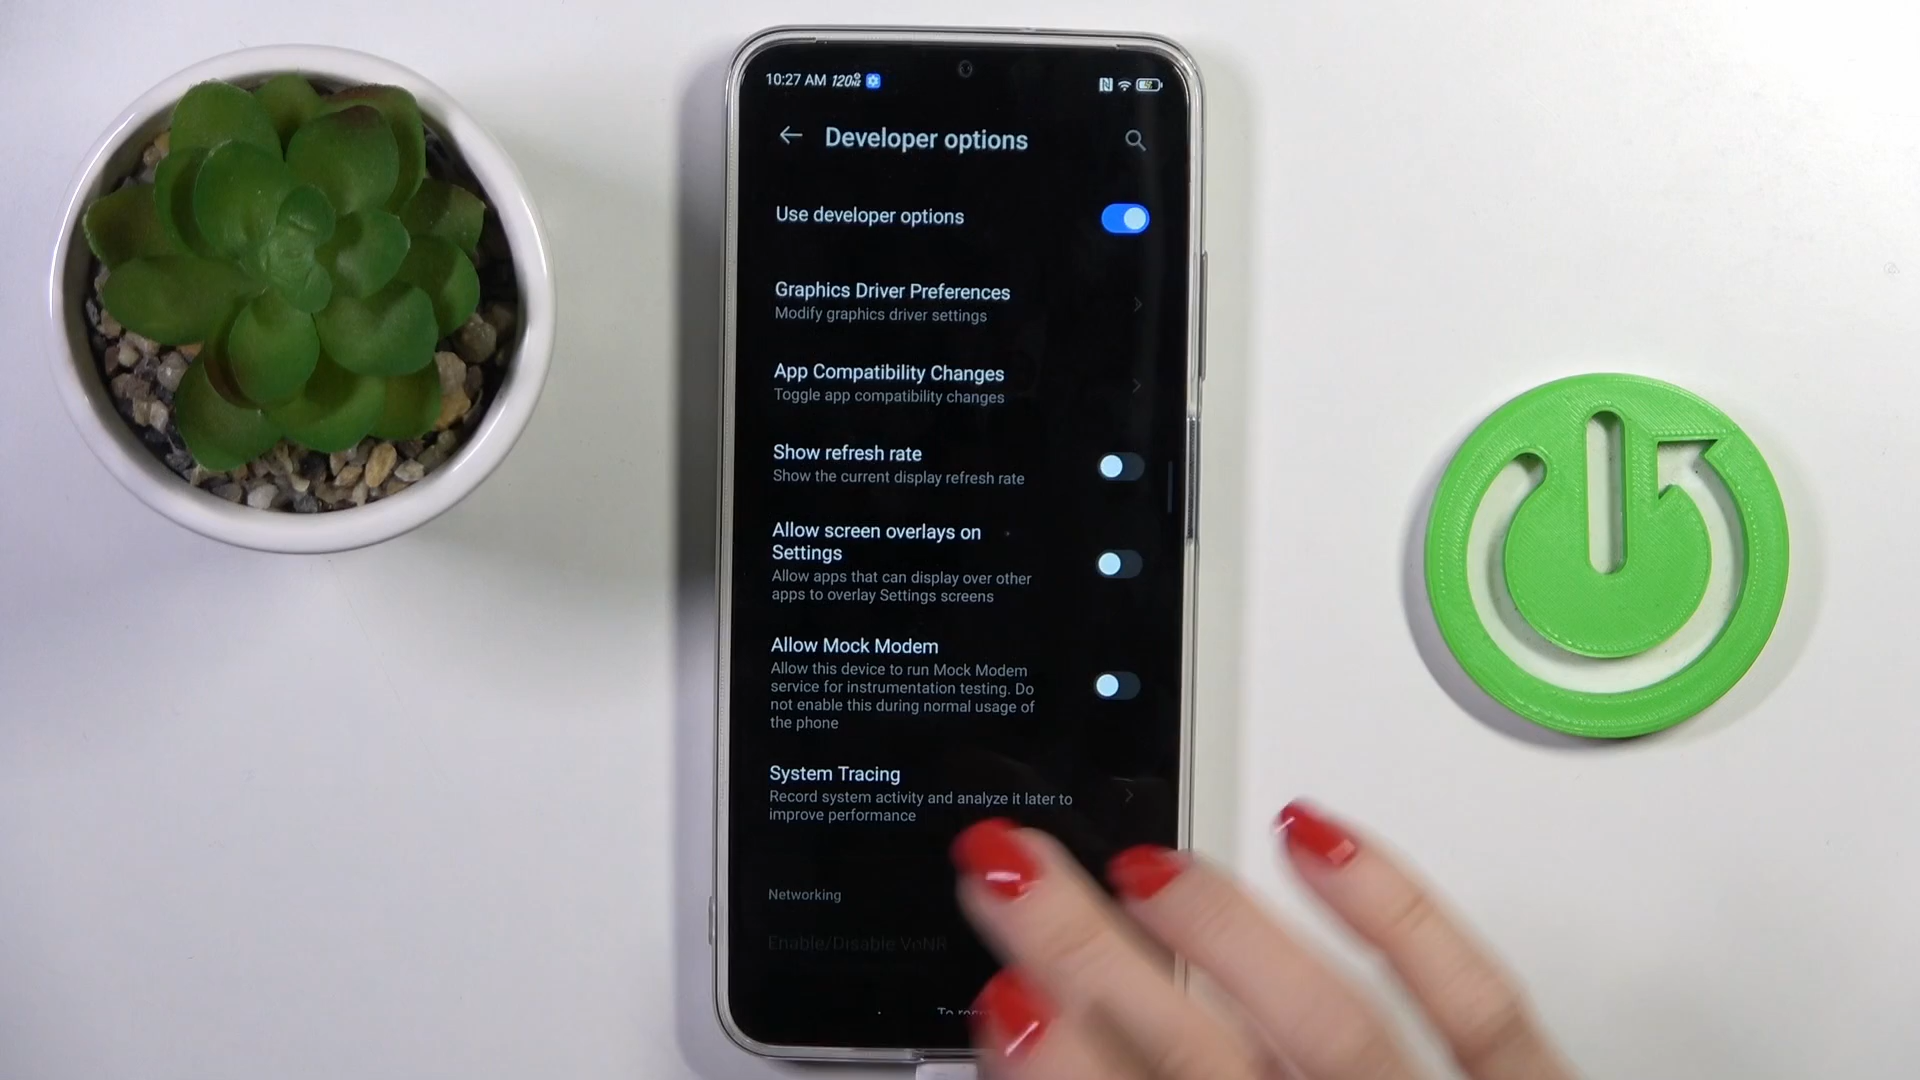 10:27 AM 120Hz
Developer options
Use developer options
Graphics Driver Preferences
Modify graphics driver settings
App Compatibility Changes
Toggle app compatibility changes
Show refresh rate
Show the current display refresh rate
Allow screen overlays on
Settings
Allow apps that can display over other
apps to overlay Settings screens
Allow Mock Modem
Allow this device to run Mock Modem
service for instrumentation testing. Do
not enable this during normal usage of
the phone
System Tracing
Record system activity and analyze it later to
improve performance
Networking
Enable/Disable VoNR